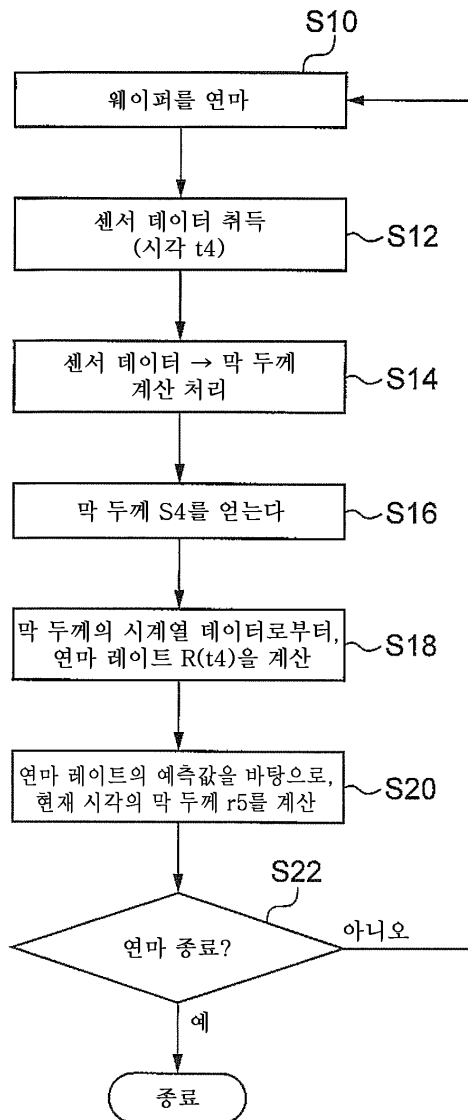 S10
웨이퍼를 연마
센서 데이터 취득
(시각 t4)
S12
센서 데이터 → 막 두께
계산 처리
S14
막 두께 S4를 얻는다
S16
막 두께의 시계열 데이터로부터,
연마 레이트 R(t4)을 계산
S18
연마 레이트의 예측값을 바탕으로,
현재 시각의 막 두께 r5를 계산
S20
S22
연마 종료?
아니오
예
종료